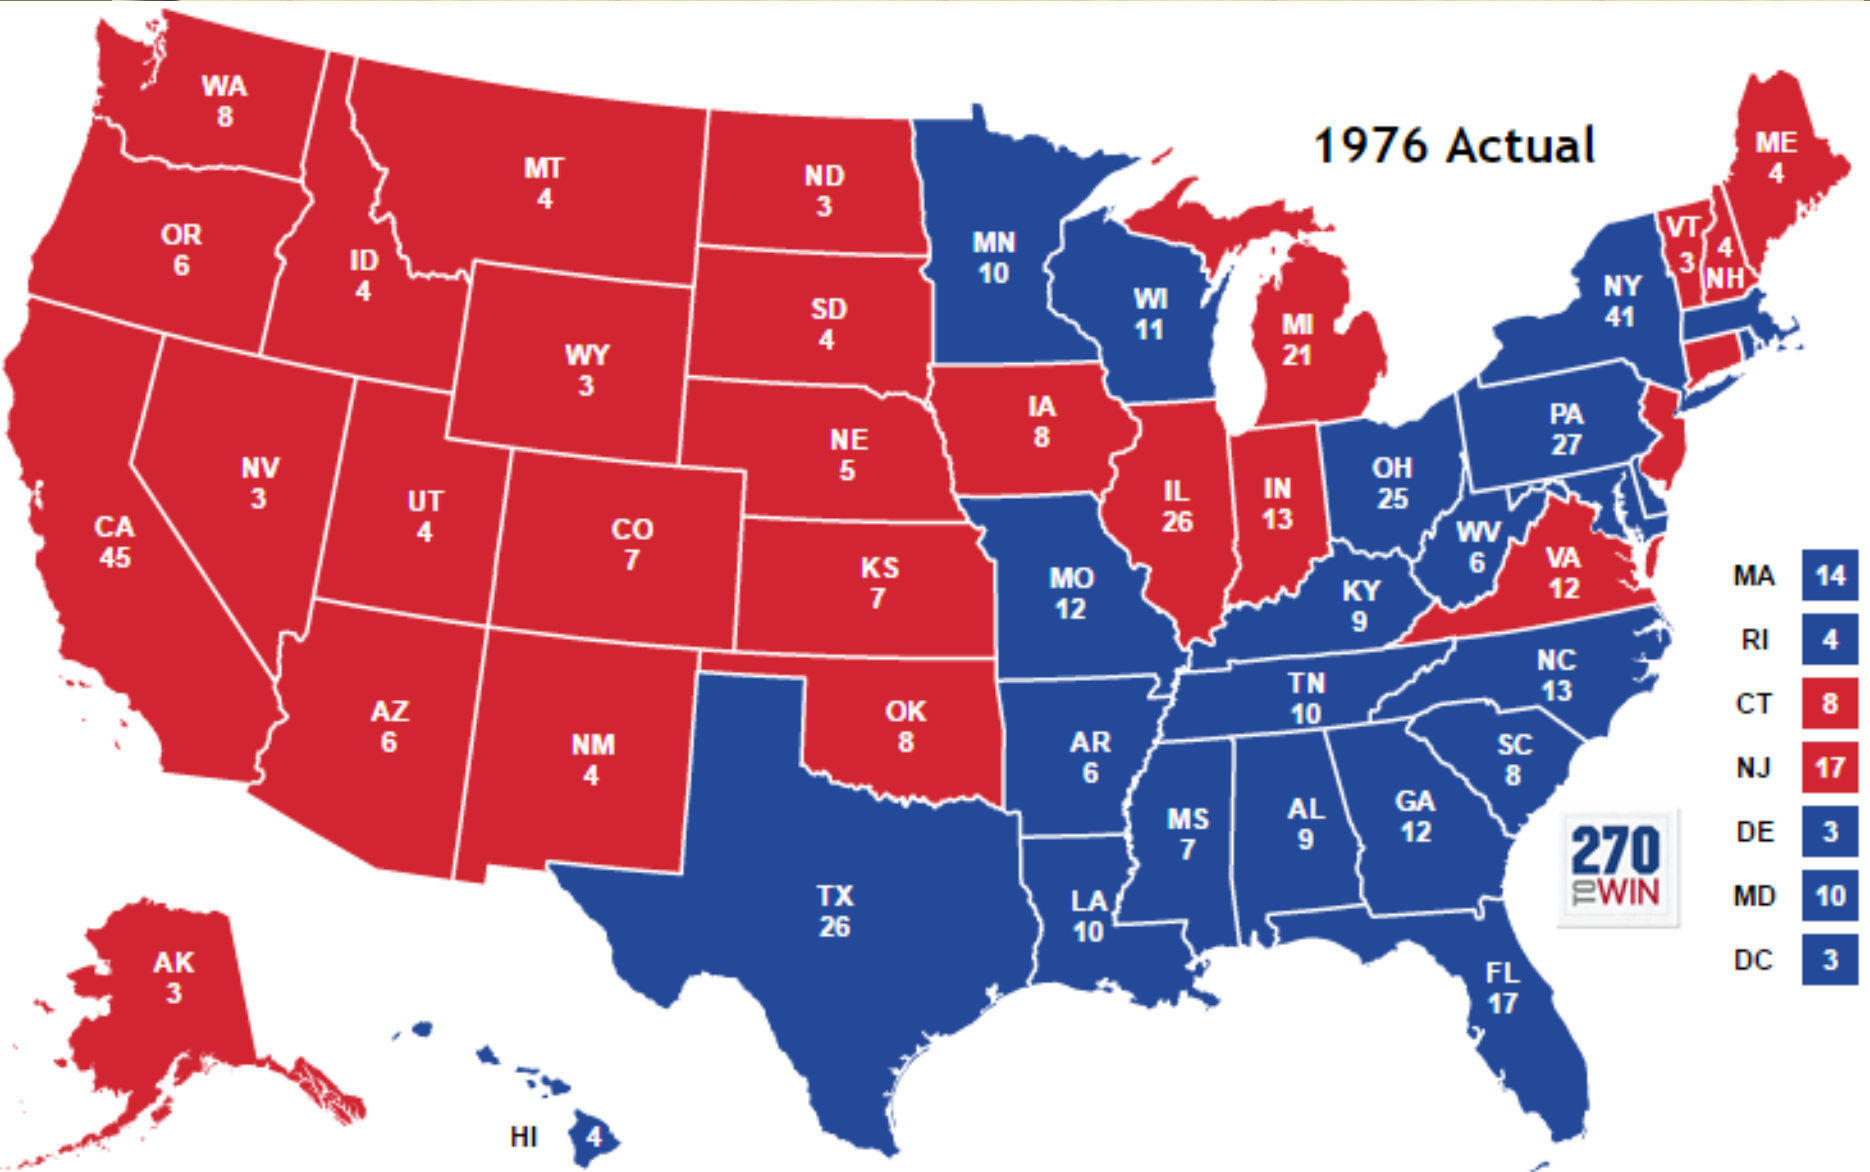 1976 Actual
WA
8
OR
6
CA
45
ID
4
NV
3
MT
4
WY
3
UT
4
AZ
6
CO
7
NM
4
ND
3
SD
4
NE
5
KS
7
OK
8
TX
26
MN
10
IA
8
MO
12
AR
6
LA
10
WI
11
IL
26
MI
21
IN
13
OH
25
KY
9
TN
10
MS
7
AL
9
GA
12
FL
17
SC
8
NC
13
VA
12
WV
6
PA
27
NY
41
VT
3
4
NH
ME
4
MA 14
RI 4
CT 8
NJ 17
DE 3
MD 10
DC 3
270
TO WIN
AK
3
HI 4